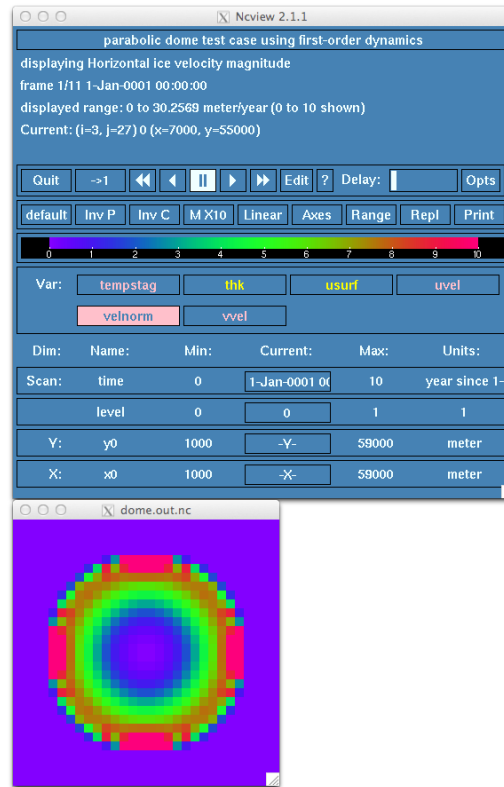 Ncview 2.1.1
parabolic dome test case using first-order dynamics
displaying Horizontal ice velocity magnitude
frame 1/11 1-Jan-0001 00:00:00
displayed range: 0 to 30.2569 meter/year (0 to 10 shown)
Current: (i=3, j=27) 0 (x=7000, y=55000)
Quit ->1 Edit ? Delay: Opts
default Inv P Inv C M X10 Linear Axes Range Repl Print
0 1 2 3 4 5 6 7 8 9 10
Var: tempstag thk usurf uvel
velnorm vvel
Dim: Name: Min: Current: Max: Units:
Scan: time 0 1-Jan-0001 00 10 year since 1-
level 0 0 1 1
Y: y0 1000 -Y- 59000 meter
X: x0 1000 -X- 59000 meter
dome.out.nc